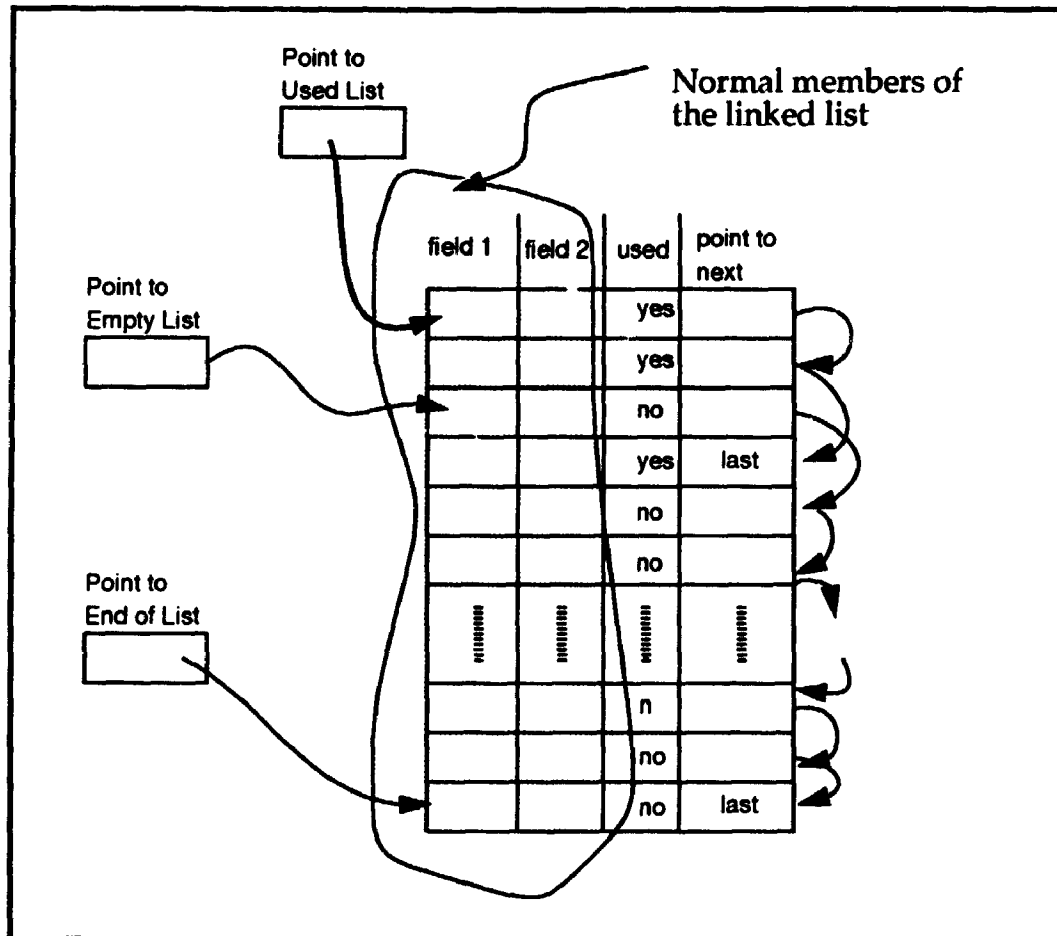 Point to
Used List
Normal members of
the linked list
field 1 field 2 used point to
next
Point to
Empty List
yes
yes
no
yes last
no
no
Point to
End of List
n
no
no last